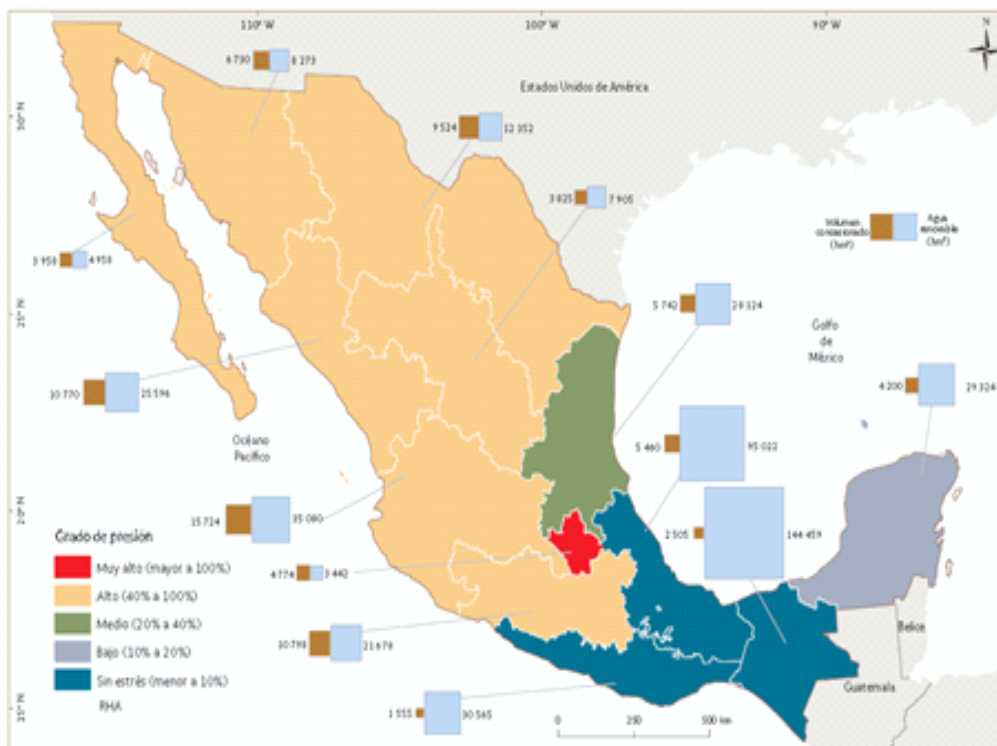 110° N
100° N
90° N
6 730
8 273
Estados Unidos de América
30° N
9 524
12 352
3 825
7 905
Volumen
concesionado
(hm³)
Agua
renovable
(hm³)
3 958
4 958
25° N
5 742
28 124
Golfo
de
México
4 200
29 324
10 770
25 596
Océano
Pacífico
5 460
95 022
20° N
15 724
35 080
2 505
144 459
Grado de presión
Muy alto (mayor a 100%)
Alto (40% a 100%)
Medio (20% a 40%)
Bajo (10% a 20%)
Sin estrés (menor a 10%)
RHA
4 774
3 442
10 798
21 678
Belice
Guatemala
15° N
1 555
30 565
0
250
500 km